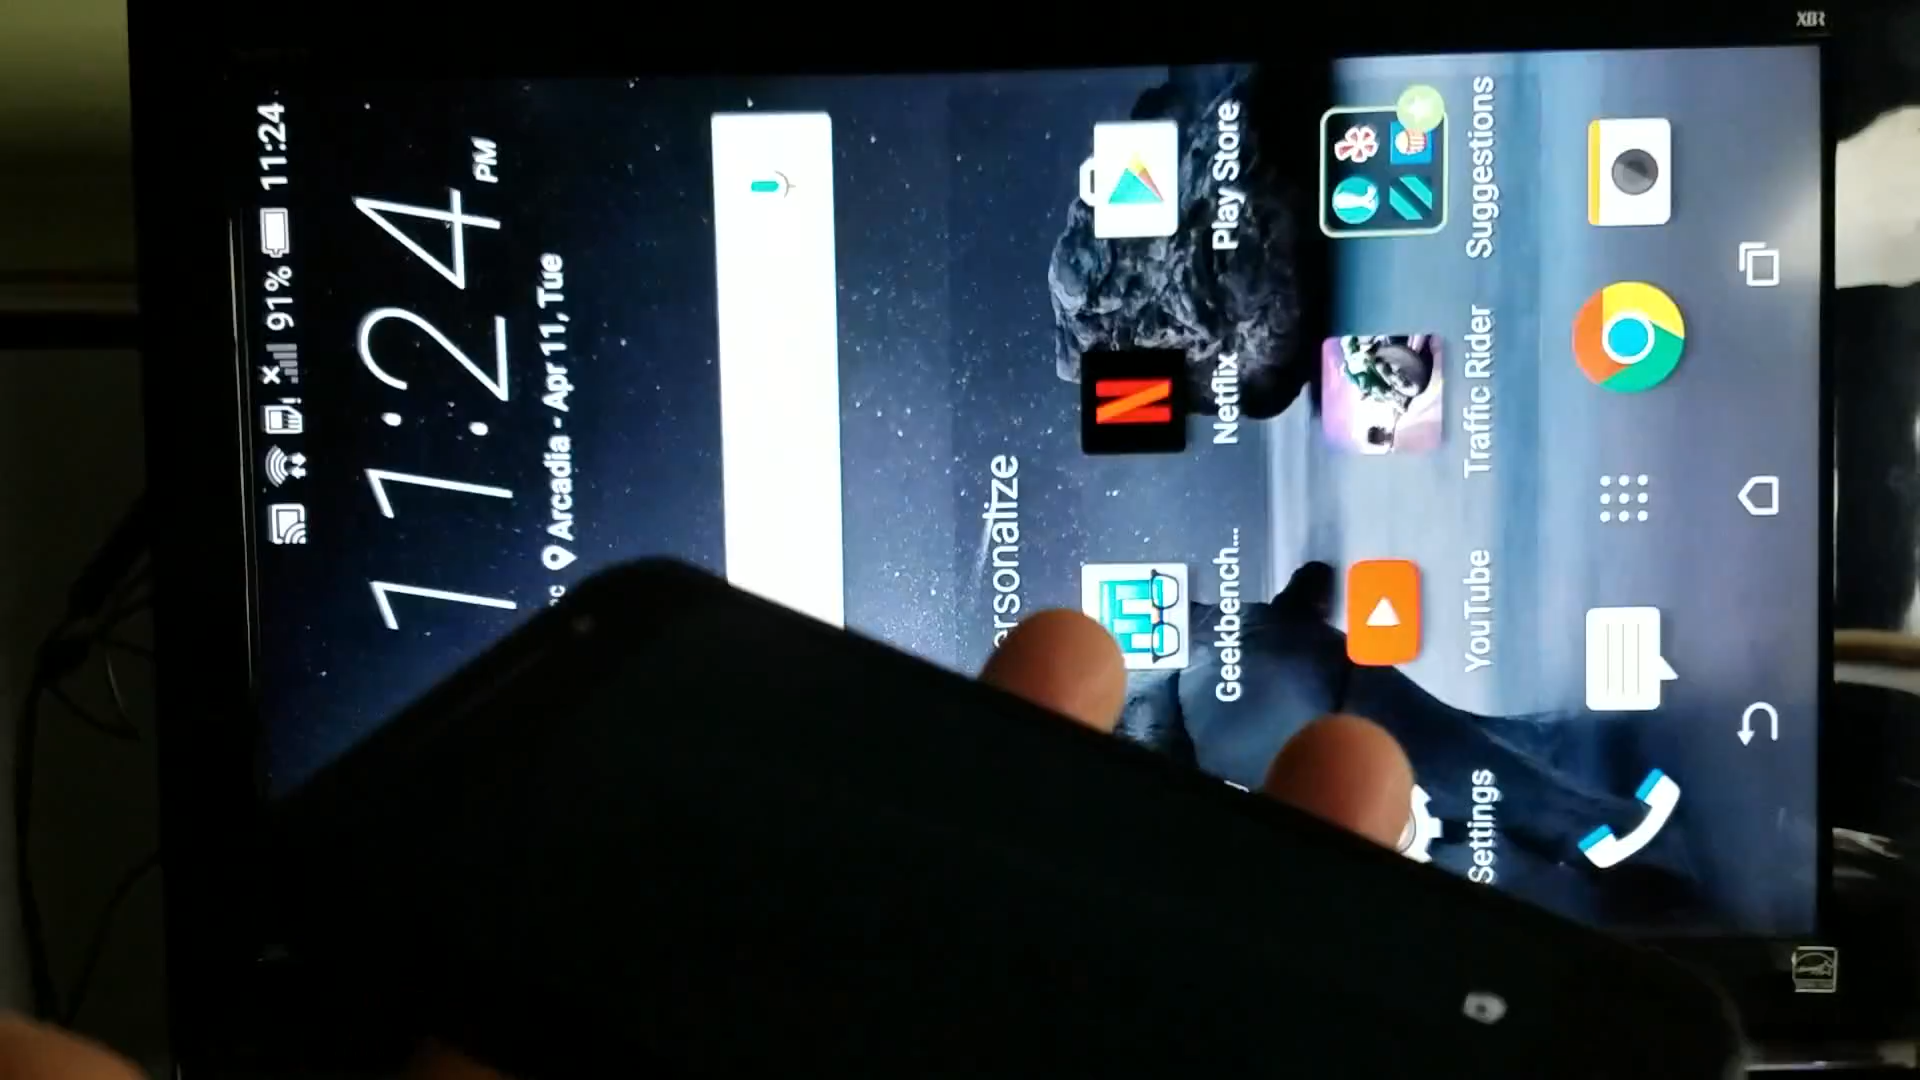 XBR
91% 11:24
11:24 PM
Arcadia - Apr 11, Tue
ersonalize
Geekbench... Netflix Play Store
Settings YouTube Traffic Rider Suggestions